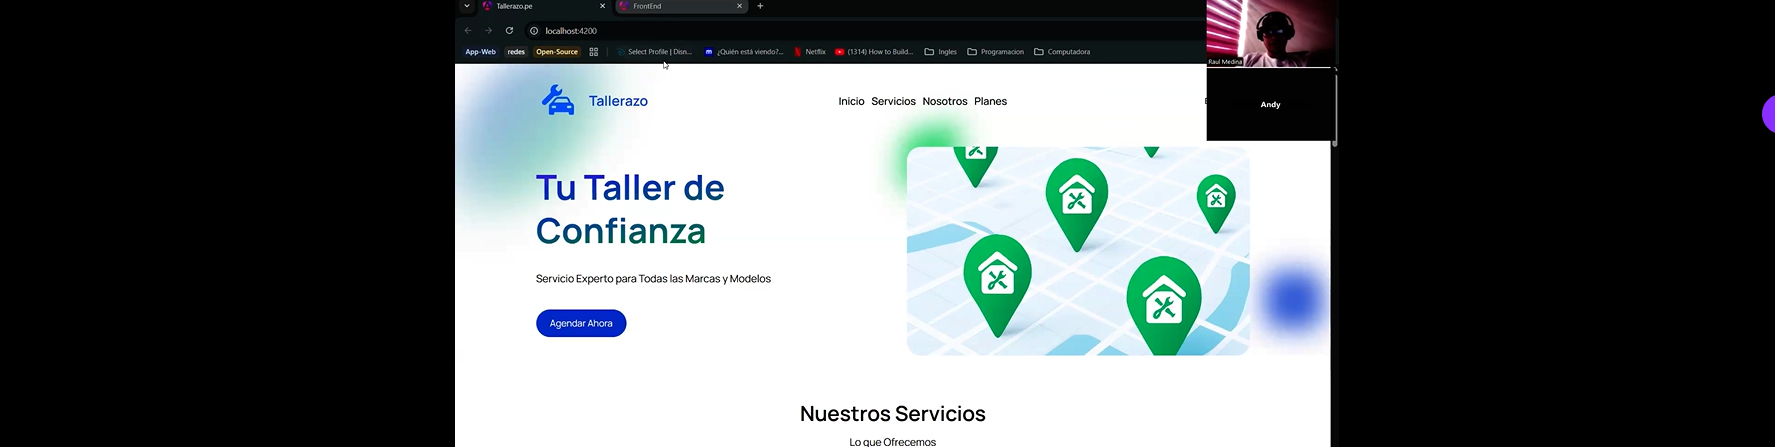 Tallerazo.pe
FrontEnd
localhost:4200
App-Web redes Open-Source Select Profile | Disn... ¿Quién está viendo?... Netflix (1314) How to Build... Ingles Programacion Computadora
Raul Medina
Andy
Tallerazo
Inicio Servicios Nosotros Planes
Tu Taller de
Confianza
Servicio Experto para Todas las Marcas y Modelos
Agendar Ahora
Nuestros Servicios
Lo que Ofrecemos